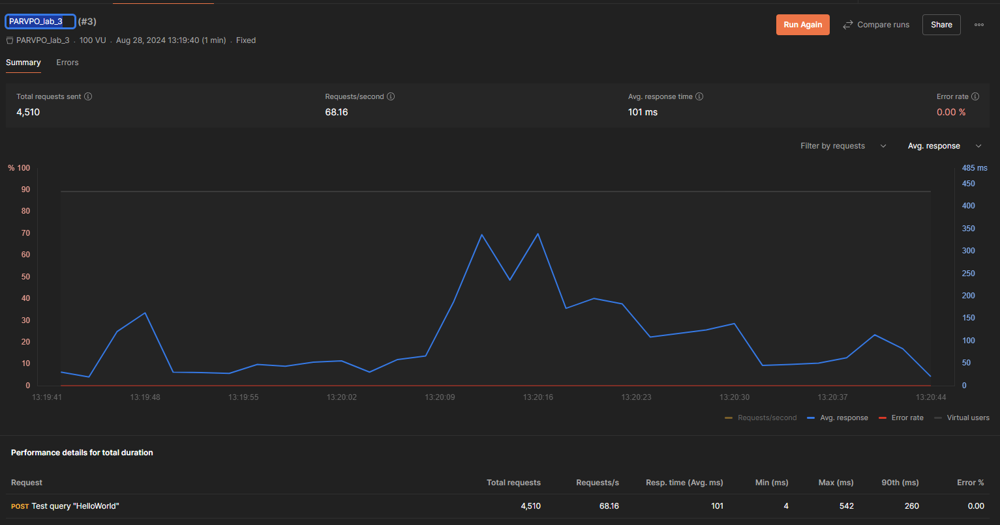 PARVPO_lab_3 (#3)
Run Again
Compare runs
Share
PARVPO_lab_3 . 100 VU . Aug 28, 2024 13:19:40 (1 min) . Fixed
Summary Errors
Total requests sent Requests/second Avg. response time Error rate
4,510 68.16 101 ms 0.00 %
Filter by requests Avg. response
% 100
90
80
70
60
50
40
30
20
10
0
485 ms
450
400
350
300
250
200
150
100
50
0
13:19:41 13:19:48 13:19:55 13:20:02 13:20:09 13:20:16 13:20:23 13:20:30 13:20:37 13:20:44
Requests/second Avg. response Error rate Virtual users
Performance details for total duration
Request Total requests Requests/s Resp. time (Avg. ms) Min (ms) Max (ms) 90th (ms) Error %
POST Test query "HelloWorld" 4,510 68.16 101 4 542 260 0.00